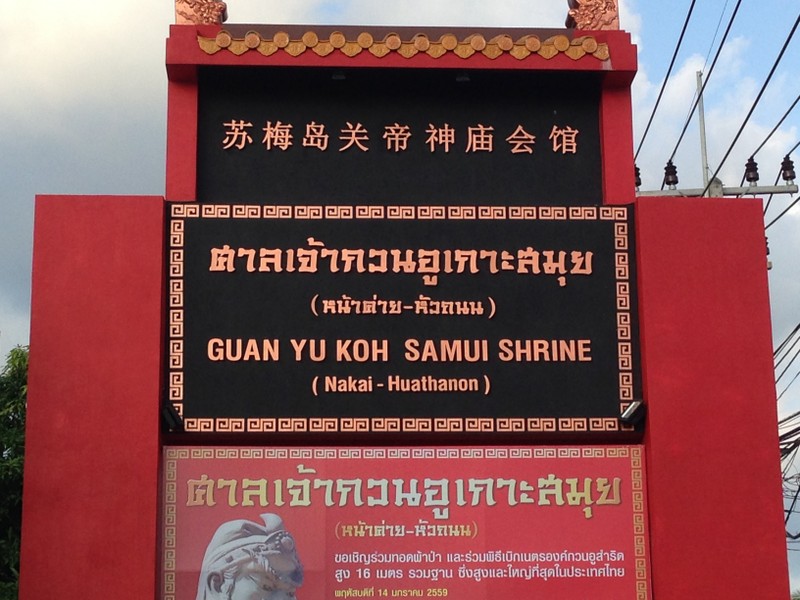 苏梅岛关帝神庙会馆
ศาลเจ้ากวนอูเกาะสมุย
(หน้าค่าย-หัวถนน)
GUAN YU KOH SAMUI SHRINE
(Nakai - Huathanon)
ศาลเจ้ากวนอูเกาะสมุย
(หน้าค่าย-หัวถนน)
ขอเชิญร่วมทอดผ้าป่า และร่วมพิธีเบิกเนตรองค์กวนอูสำริด
สูง 16 เมตร รวมฐาน ซึ่งสูงและใหญ่ที่สุดในประเทศไทย
พฤหัสบดีที่ 14 มกราคม 2559